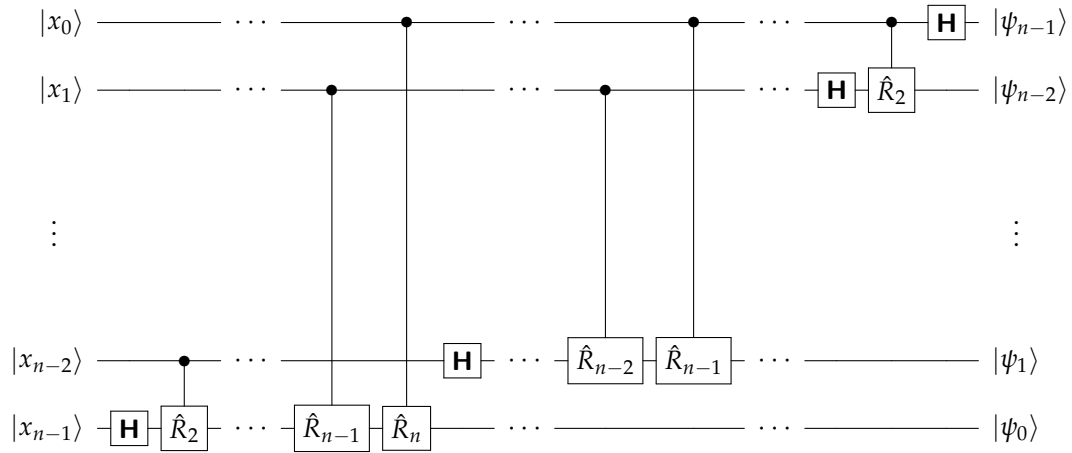 |x₀⟩ ··· ··· ··· H |ψₙ₋₁⟩
|x₁⟩ ··· ··· ··· H R̂₂ |ψₙ₋₂⟩
⋮ ⋮
|xₙ₋₂⟩ ··· H ··· R̂ₙ₋₂ R̂ₙ₋₁ ··· |ψ₁⟩
|xₙ₋₁⟩ H R̂₂ ··· R̂ₙ₋₁ R̂ₙ ··· ··· |ψ₀⟩